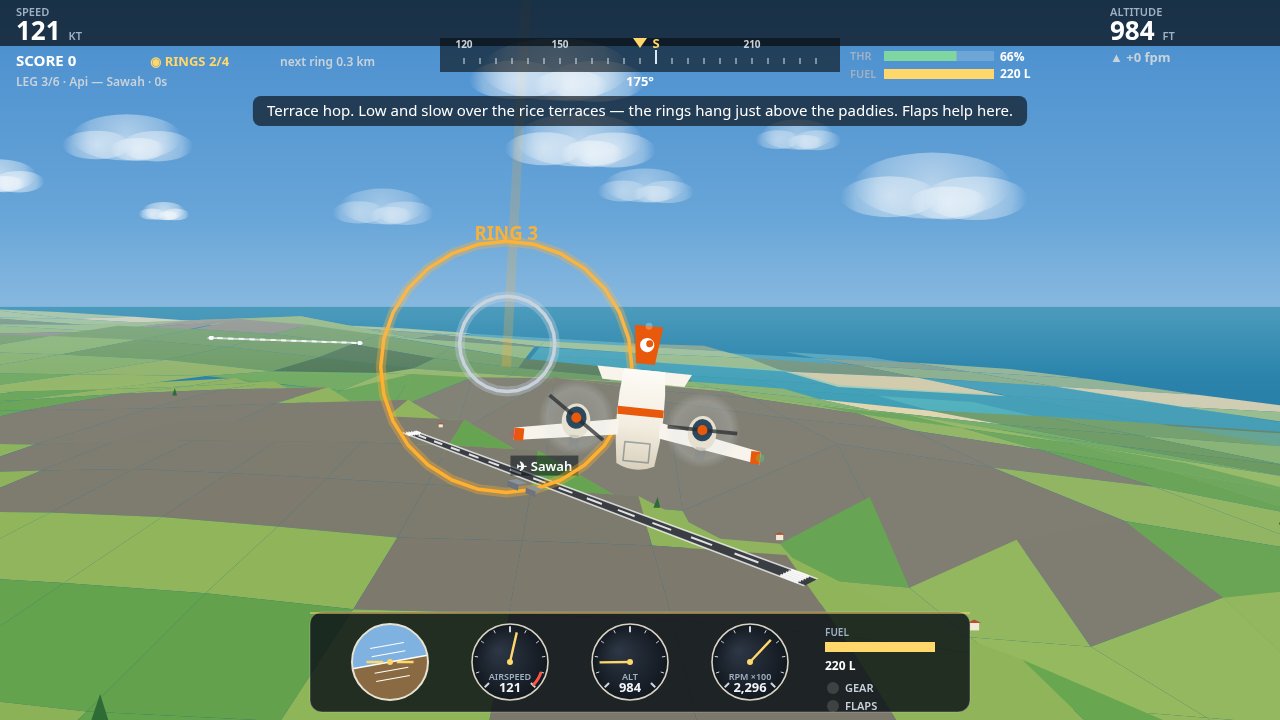 SPEED
121 KT
ALTITUDE
984 FT
120 150 S 210
175°
SCORE 0
◉ RINGS 2/4
next ring 0.3 km
LEG 3/6 · Api — Sawah · 0s
THR 66%
FUEL 220 L
▲ +0 fpm
Terrace hop. Low and slow over the rice terraces — the rings hang just above the paddies. Flaps help here.
RING 3
✈ Sawah
AIRSPEED
121
ALT
984
RPM ×100
2,296
FUEL
220 L
GEAR
FLAPS